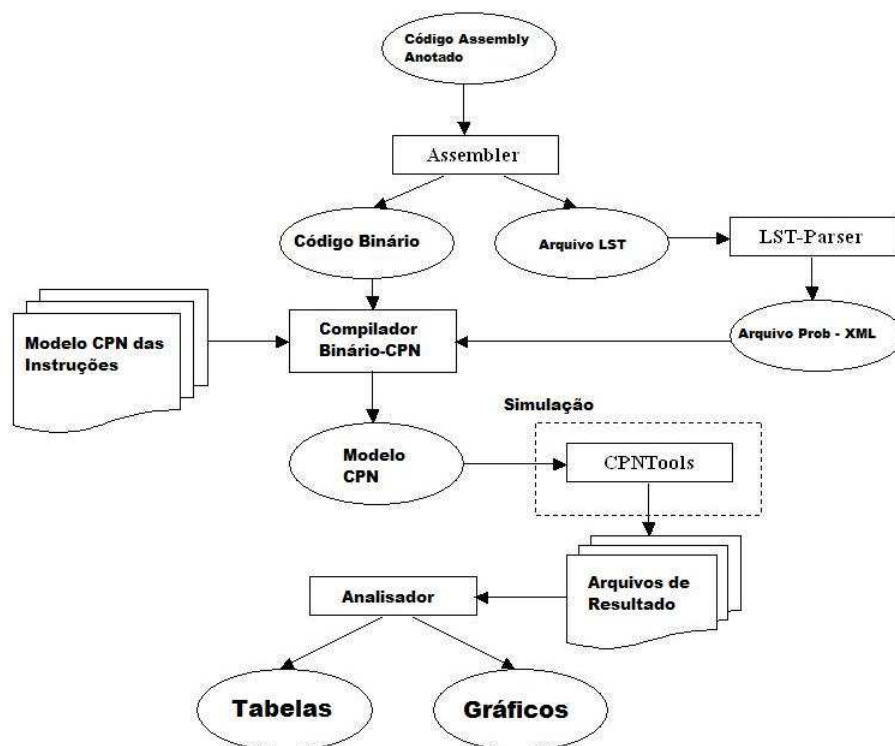 Código Assembly
Anotado
Assembler
Código Binário
Arquivo LST
LST-Parser
Modelo CPN das
Instruções
Compilador
Binário-CPN
Arquivo Prob - XML
Simulação
Modelo
CPN
CPNTools
Arquivos de
Resultado
Analisador
Tabelas
Gráficos